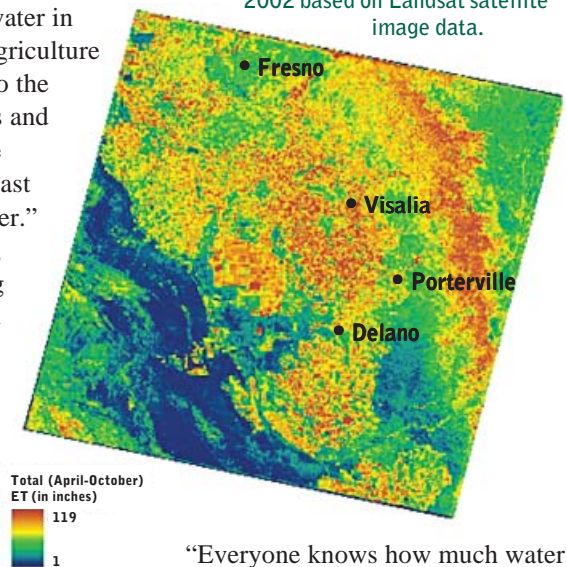 water in
griculture
o the
s and
ast
er.”
g
2002 based on Landsat satellite
image data.
Fresno
Visalia
Porterville
Delano
Total (April-October)
ET (in inches)
119
1
“Everyone knows how much water